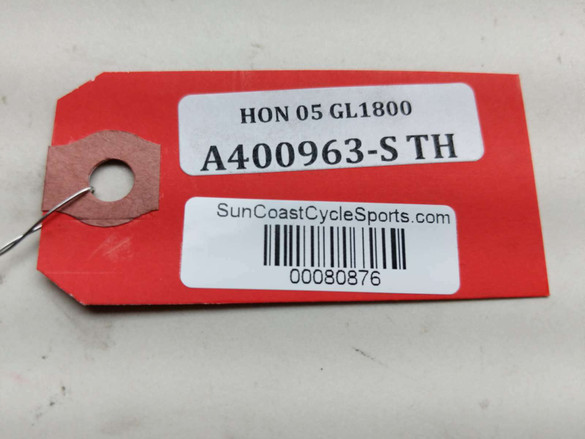 HON 05 GL1800
A400963-S TH
SunCoastCycleSports.com
00080876